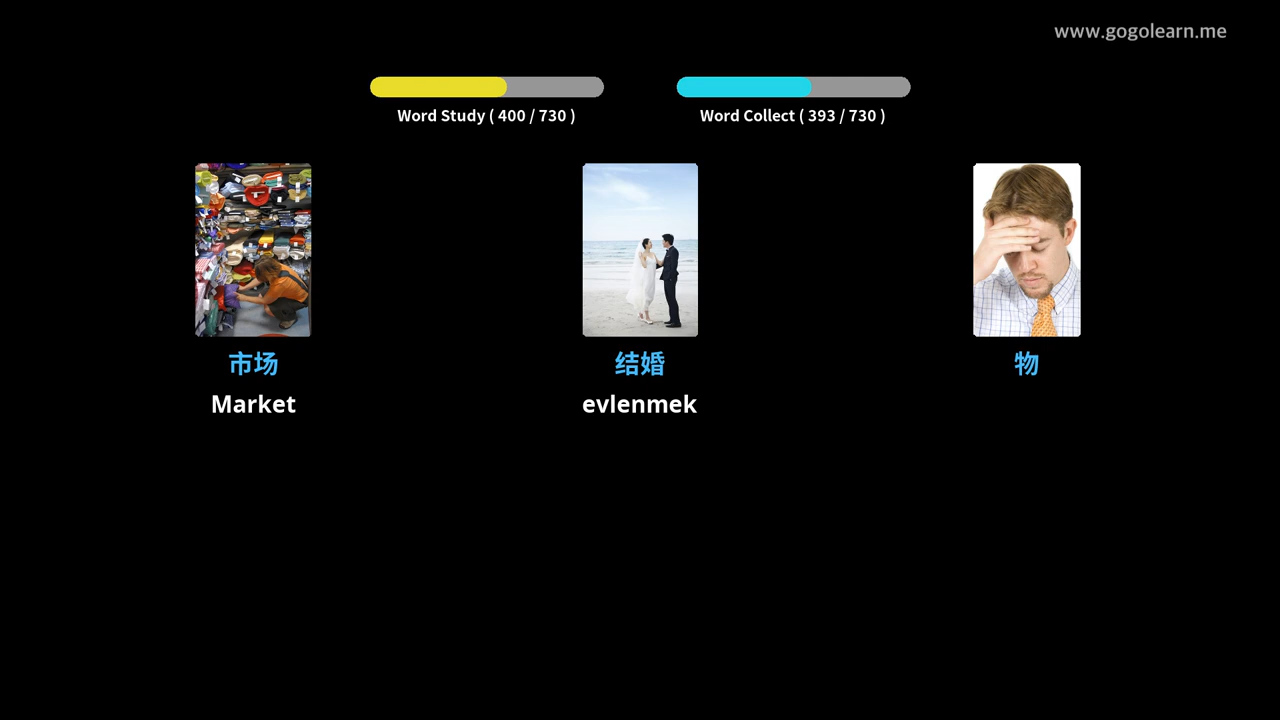 www.gogolearn.me
Word Study ( 400 / 730 )
Word Collect ( 393 / 730 )
市场
结婚
物
Market
evlenmek